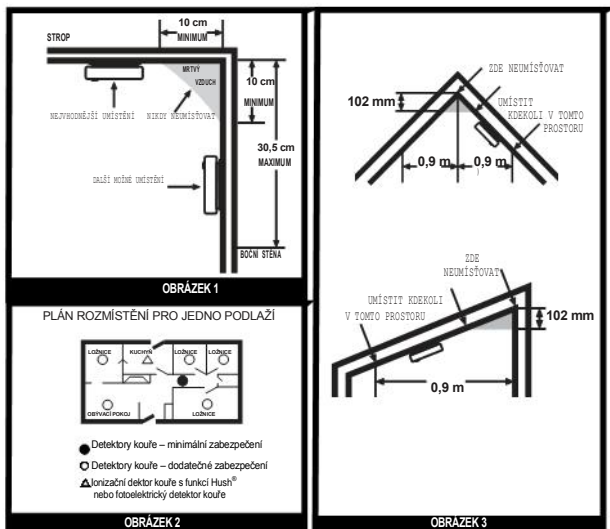 10 cm
MINIMUM
STROP
MRTVÝ
VZDUCH
10 cm
MINIMUM
NEJVHODNĚJŠÍ UMÍSTĚNÍ
NIKDY NEUMÍSŤOVAT
30,5 cm
MAXIMUM
DALŠÍ MOŽNÉ UMÍSTĚNÍ
BOČNÍ STĚNA
OBRÁZEK 1
PLÁN ROZMÍSTĚNÍ PRO JEDNO PODLAŽÍ
LOŽNICE
KUCHYŇ
LOŽNICE
LOŽNICE
OBÝVACÍ POKOJ
LOŽNICE
Detektory kouře – minimální zabezpečení
Detektory kouře – dodatečné zabezpečení
Ionizační dektor kouře s funkcí Hush®
nebo fotoelektrický detektor kouře
OBRÁZEK 2
ZDE NEUMÍSŤOVAT
102 mm
UMÍSTIT
KDEKOLI V TOMTO
PROSTORU
0,9 m
0,9 m
)
ZDE
NEUMÍSŤOVAT
UMÍSTIT KDEKOLI
V TOMTO PROSTORU
102 mm
0,9 m
OBRÁZEK 3